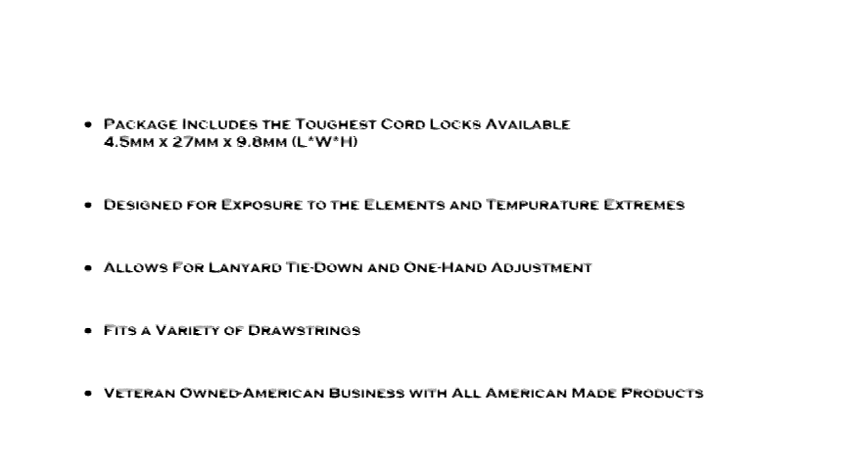 • Package Includes the Toughest Cord Locks Available
4.5mm x 27mm x 9.8mm (L*W*H)
• Designed for Exposure to the Elements and Tempurature Extremes
• Allows For Lanyard Tie-Down and One-Hand Adjustment
• Fits a Variety of Drawstrings
• Veteran Owned-American Business with All American Made Products